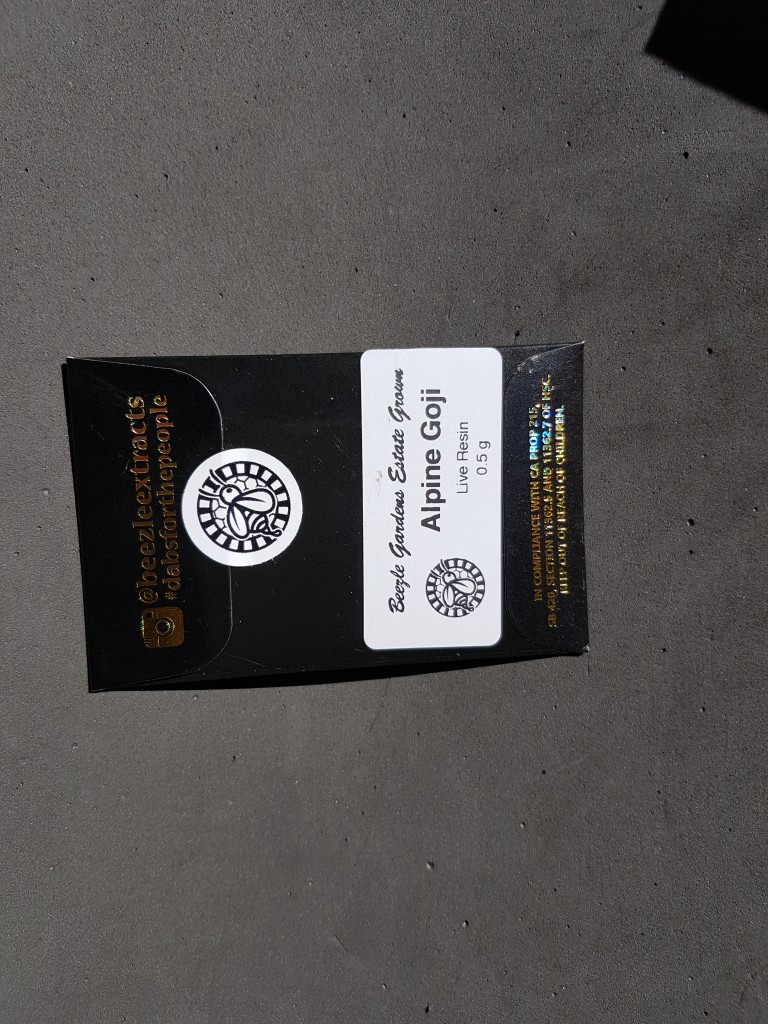 @beezleextracts
#dabsforthepeople
Beezle Gardens Estate Grown
Alpine Goji
Live Resin
0.5 g
IN COMPLIANCE WITH CA PROP 215,
SB 420, SECTION 11362.5 AND 11362.7 OF HSC.
KEEP OUT OF REACH OF CHILDREN.